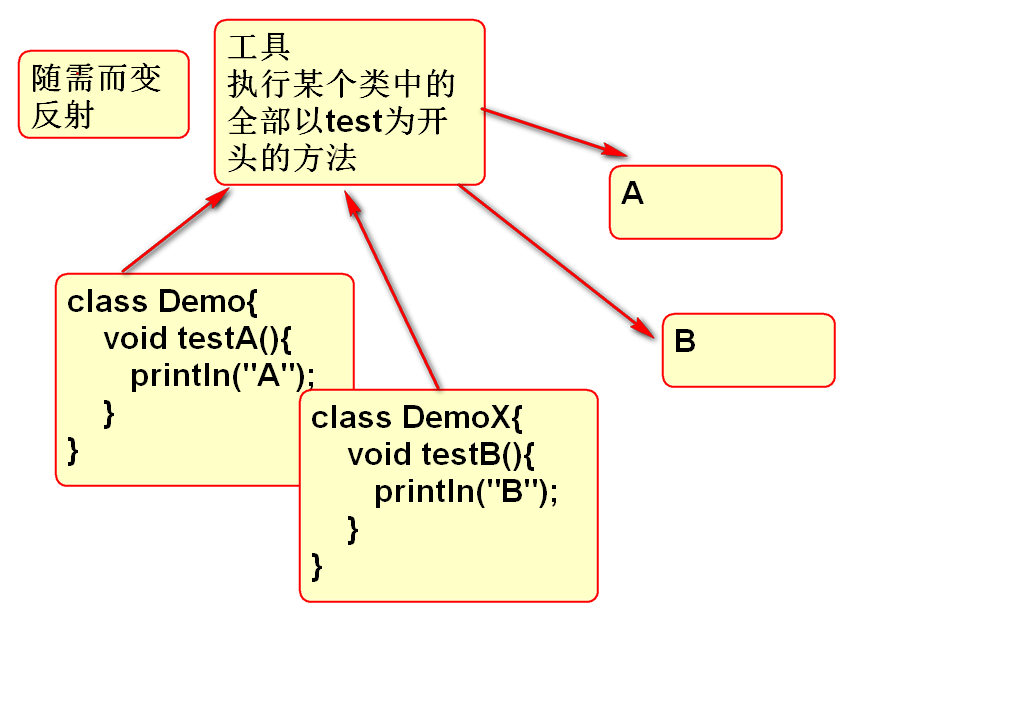 随需而变
反射
工具
执行某个类中的
全部以test为开
头的方法
A
B
class Demo{
    void testA(){
       println("A");
    }
}
class DemoX{
    void testB(){
       println("B");
    }
}